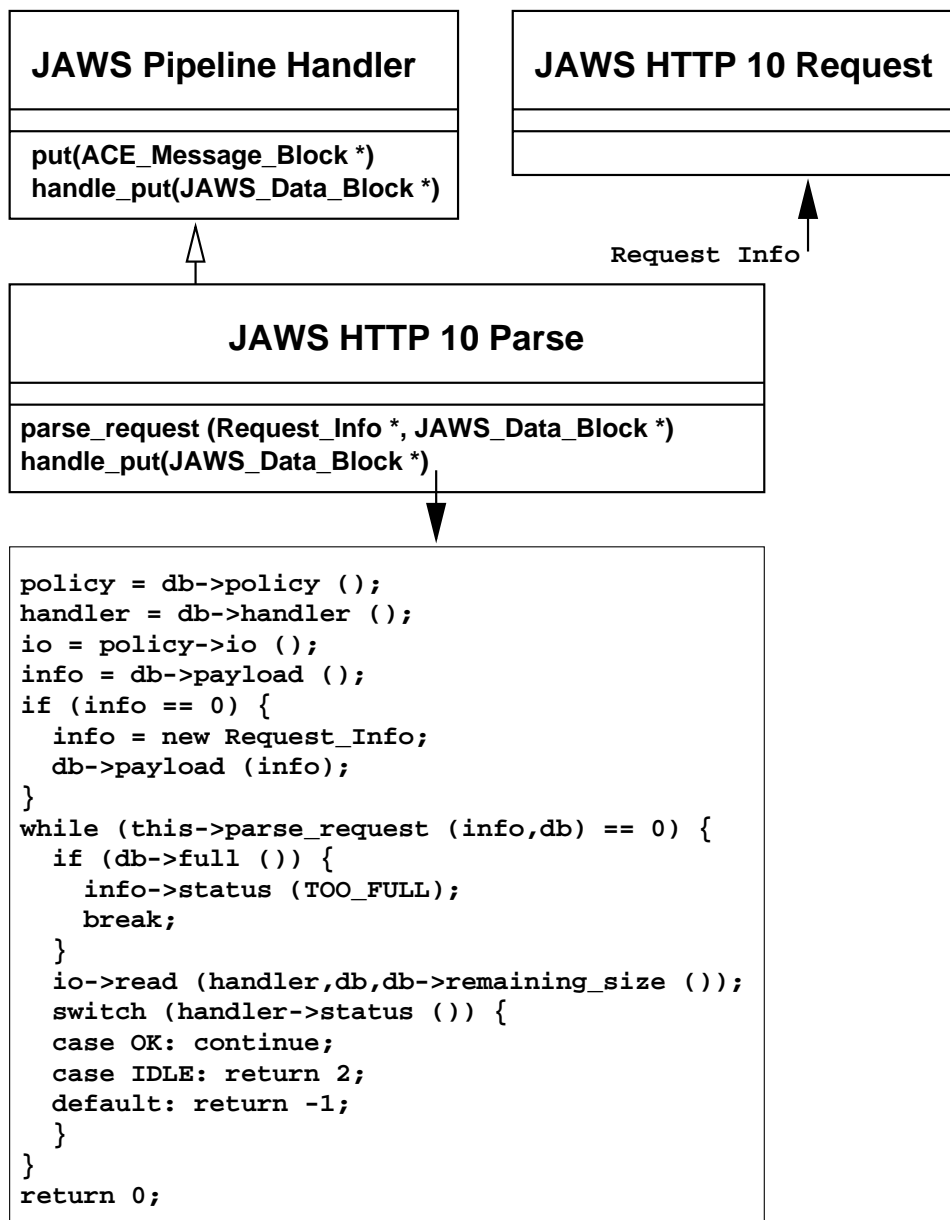 JAWS Pipeline Handler
put(ACE_Message_Block *)
handle_put(JAWS_Data_Block *)
JAWS HTTP 10 Request
Request Info
JAWS HTTP 10 Parse
parse_request (Request_Info *, JAWS_Data_Block *)
handle_put(JAWS_Data_Block *)
policy = db->policy ();
handler = db->handler ();
io = policy->io ();
info = db->payload ();
if (info == 0) {
  info = new Request_Info;
  db->payload (info);
}
while (this->parse_request (info,db) == 0) {
  if (db->full ()) {
    info->status (TOO_FULL);
    break;
  }
  io->read (handler,db,db->remaining_size ());
  switch (handler->status ()) {
  case OK: continue;
  case IDLE: return 2;
  default: return -1;
  }
}
return 0;